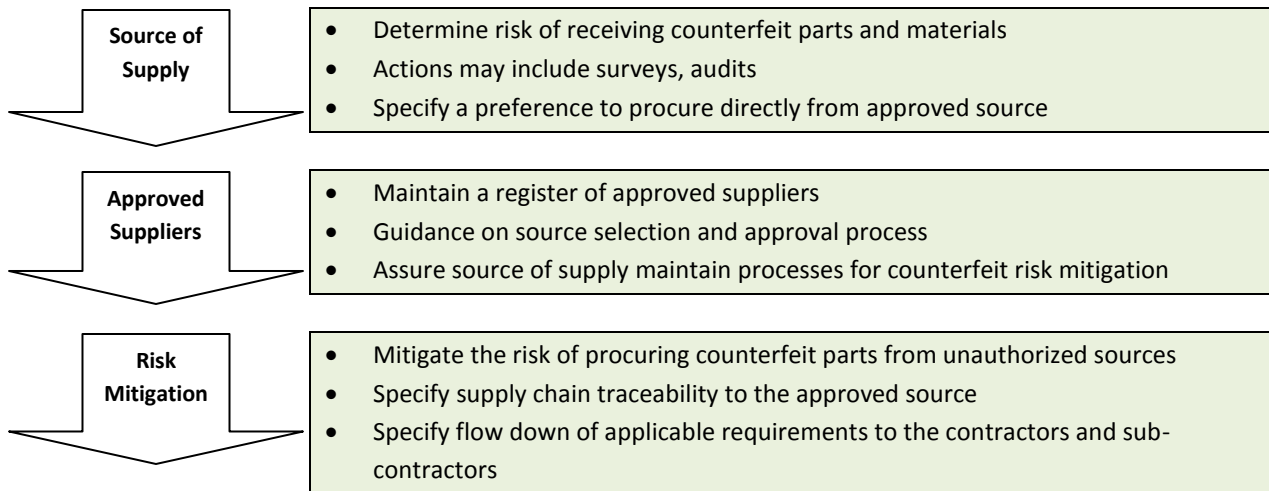 Source of
Supply
• Determine risk of receiving counterfeit parts and materials
• Actions may include surveys, audits
• Specify a preference to procure directly from approved source
Approved
Suppliers
• Maintain a register of approved suppliers
• Guidance on source selection and approval process
• Assure source of supply maintain processes for counterfeit risk mitigation
Risk
Mitigation
• Mitigate the risk of procuring counterfeit parts from unauthorized sources
• Specify supply chain traceability to the approved source
• Specify flow down of applicable requirements to the contractors and sub-
contractors